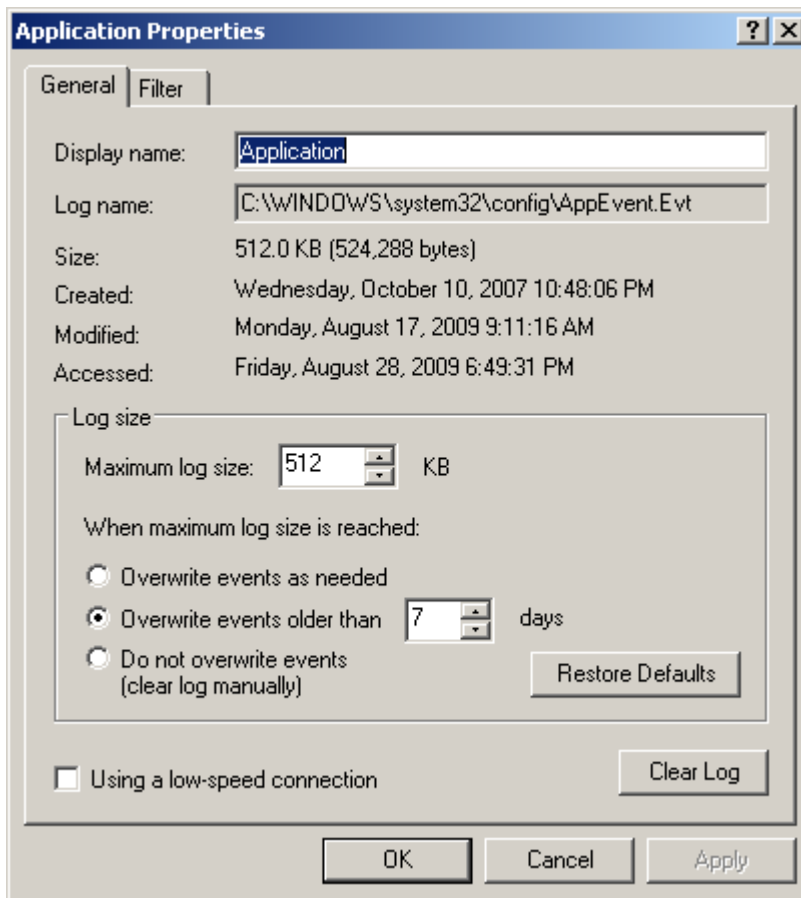 Application Properties
General Filter
Display name: Application
Log name: C:\WINDOWS\system32\config\AppEvent.Evt
Size: 512.0 KB (524,288 bytes)
Created: Wednesday, October 10, 2007 10:48:06 PM
Modified: Monday, August 17, 2009 9:11:16 AM
Accessed: Friday, August 28, 2009 6:49:31 PM
Log size
Maximum log size: 512 KB
When maximum log size is reached:
Overwrite events as needed
Overwrite events older than 7 days
Do not overwrite events
(clear log manually)
Restore Defaults
Using a low-speed connection
Clear Log
OK Cancel Apply